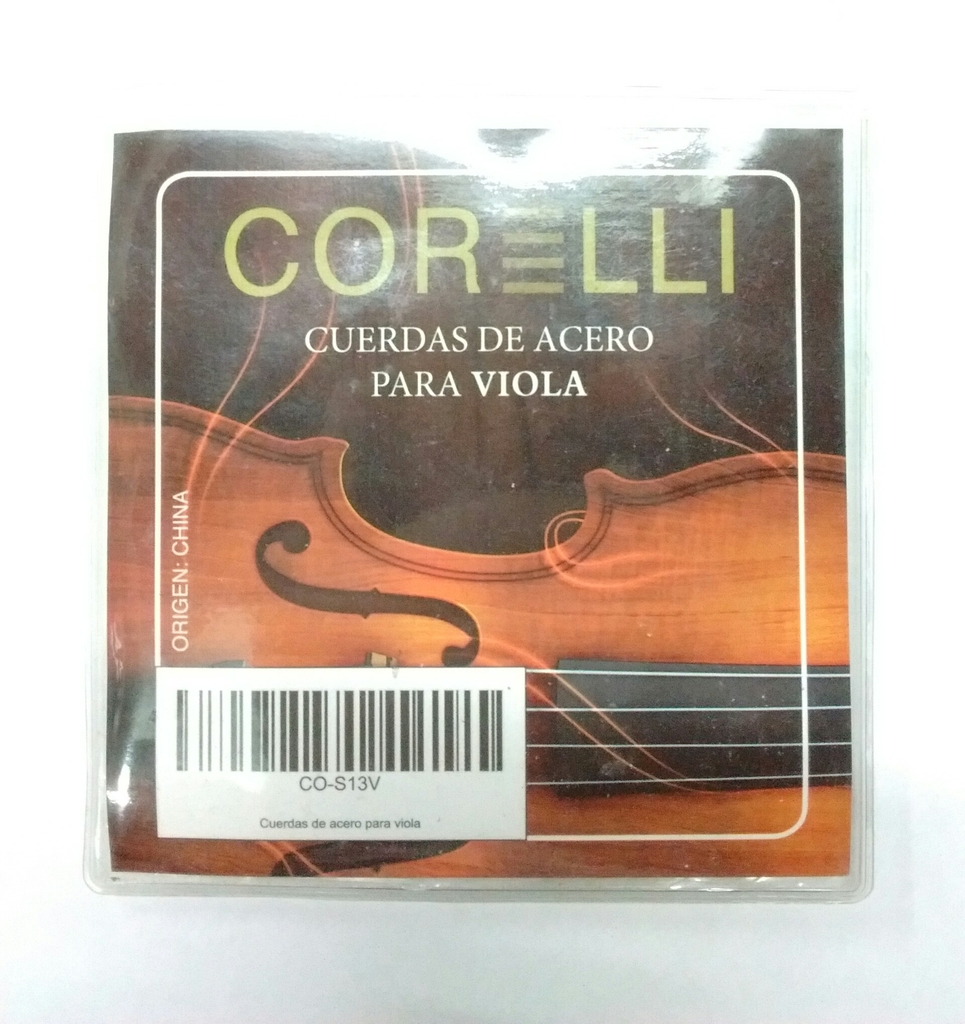 CORELLI
CUERDAS DE ACERO
PARA VIOLA
ORIGEN: CHINA
CO-S13V
Cuerdas de acero para viola